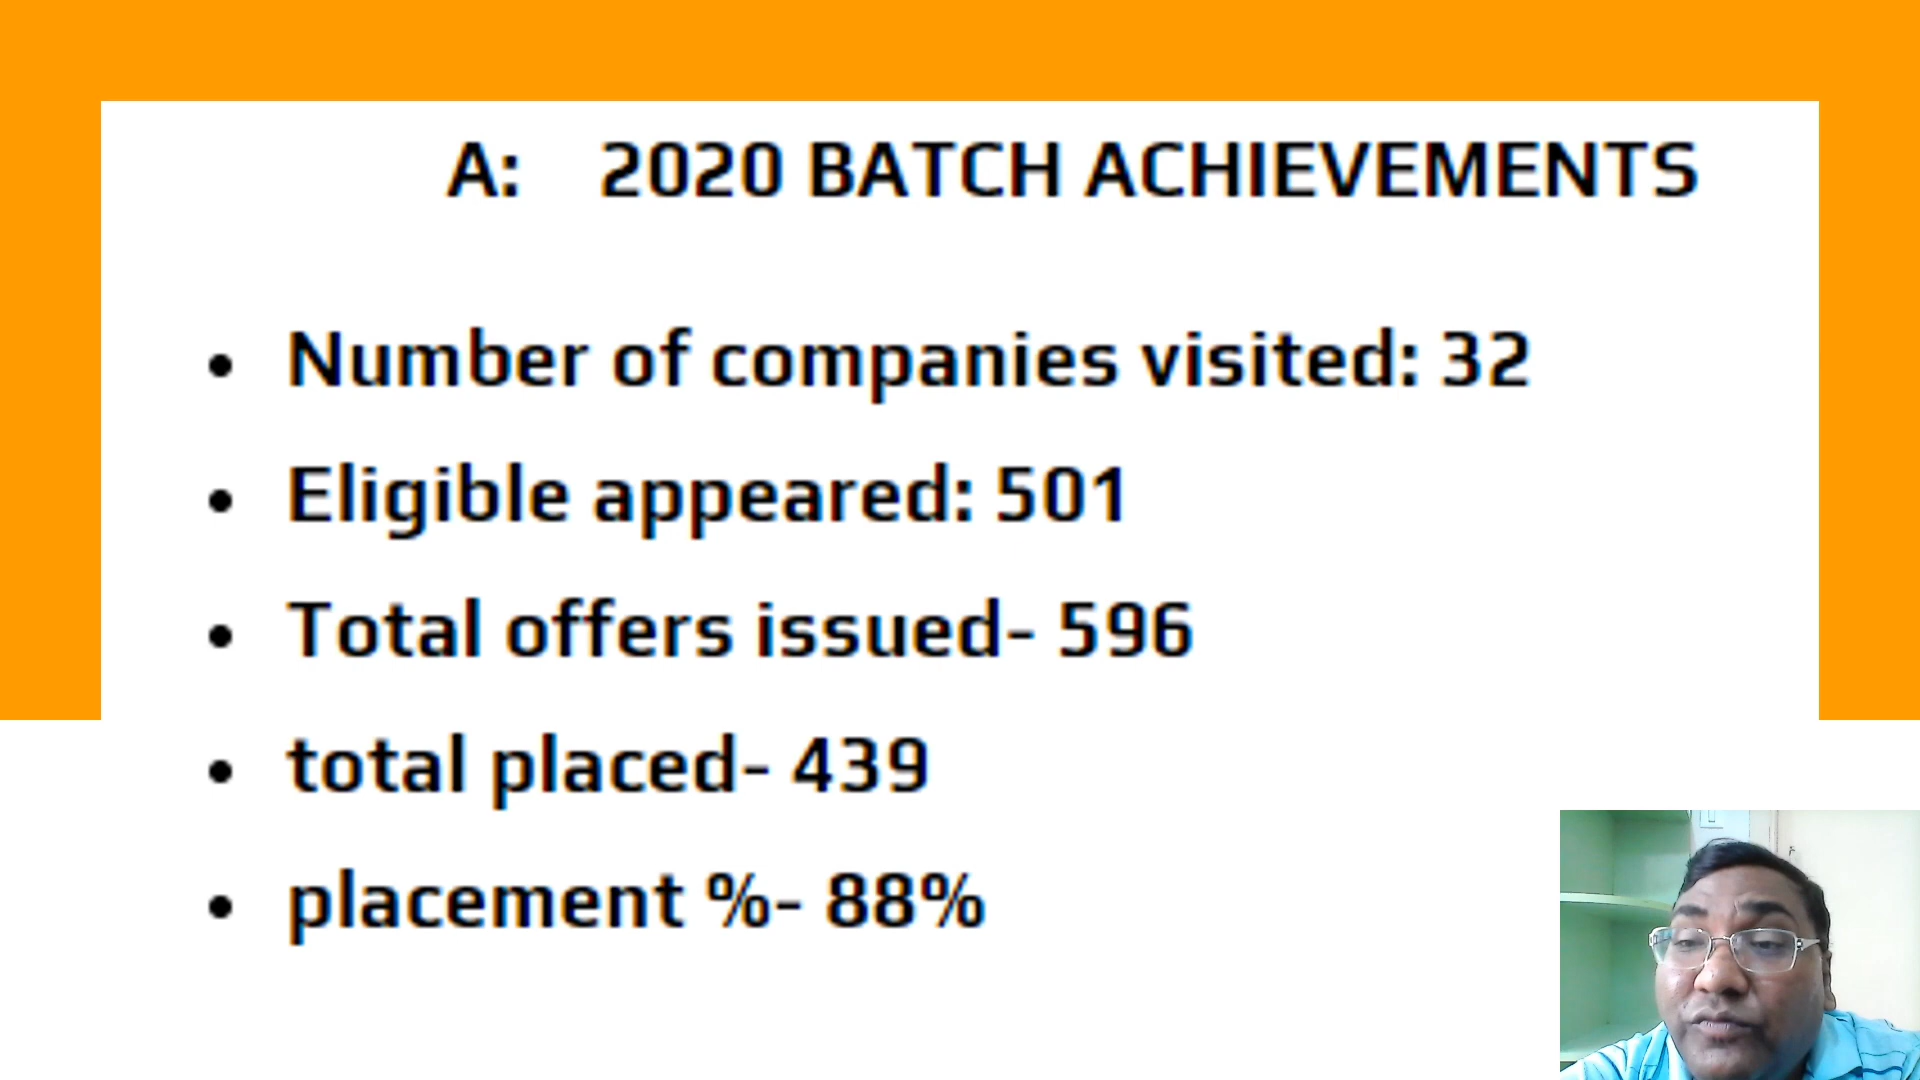 A: 2020 BATCH ACHIEVEMENTS
• Number of companies visited: 32
• Eligible appeared: 501
• Total offers issued- 596
• total placed- 439
• placement %- 88%